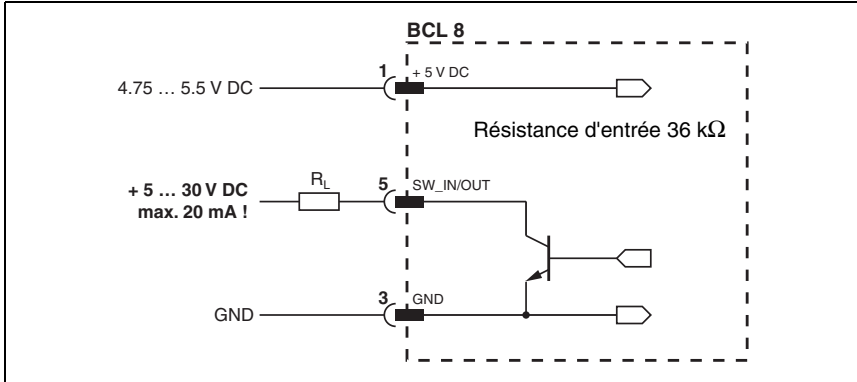 BCL 8
4.75 … 5.5 V DC
1
+ 5 V DC
Résistance d'entrée 36 kΩ
+ 5 … 30 V DC
max. 20 mA !
RL
5
SW_IN/OUT
GND
3
GND